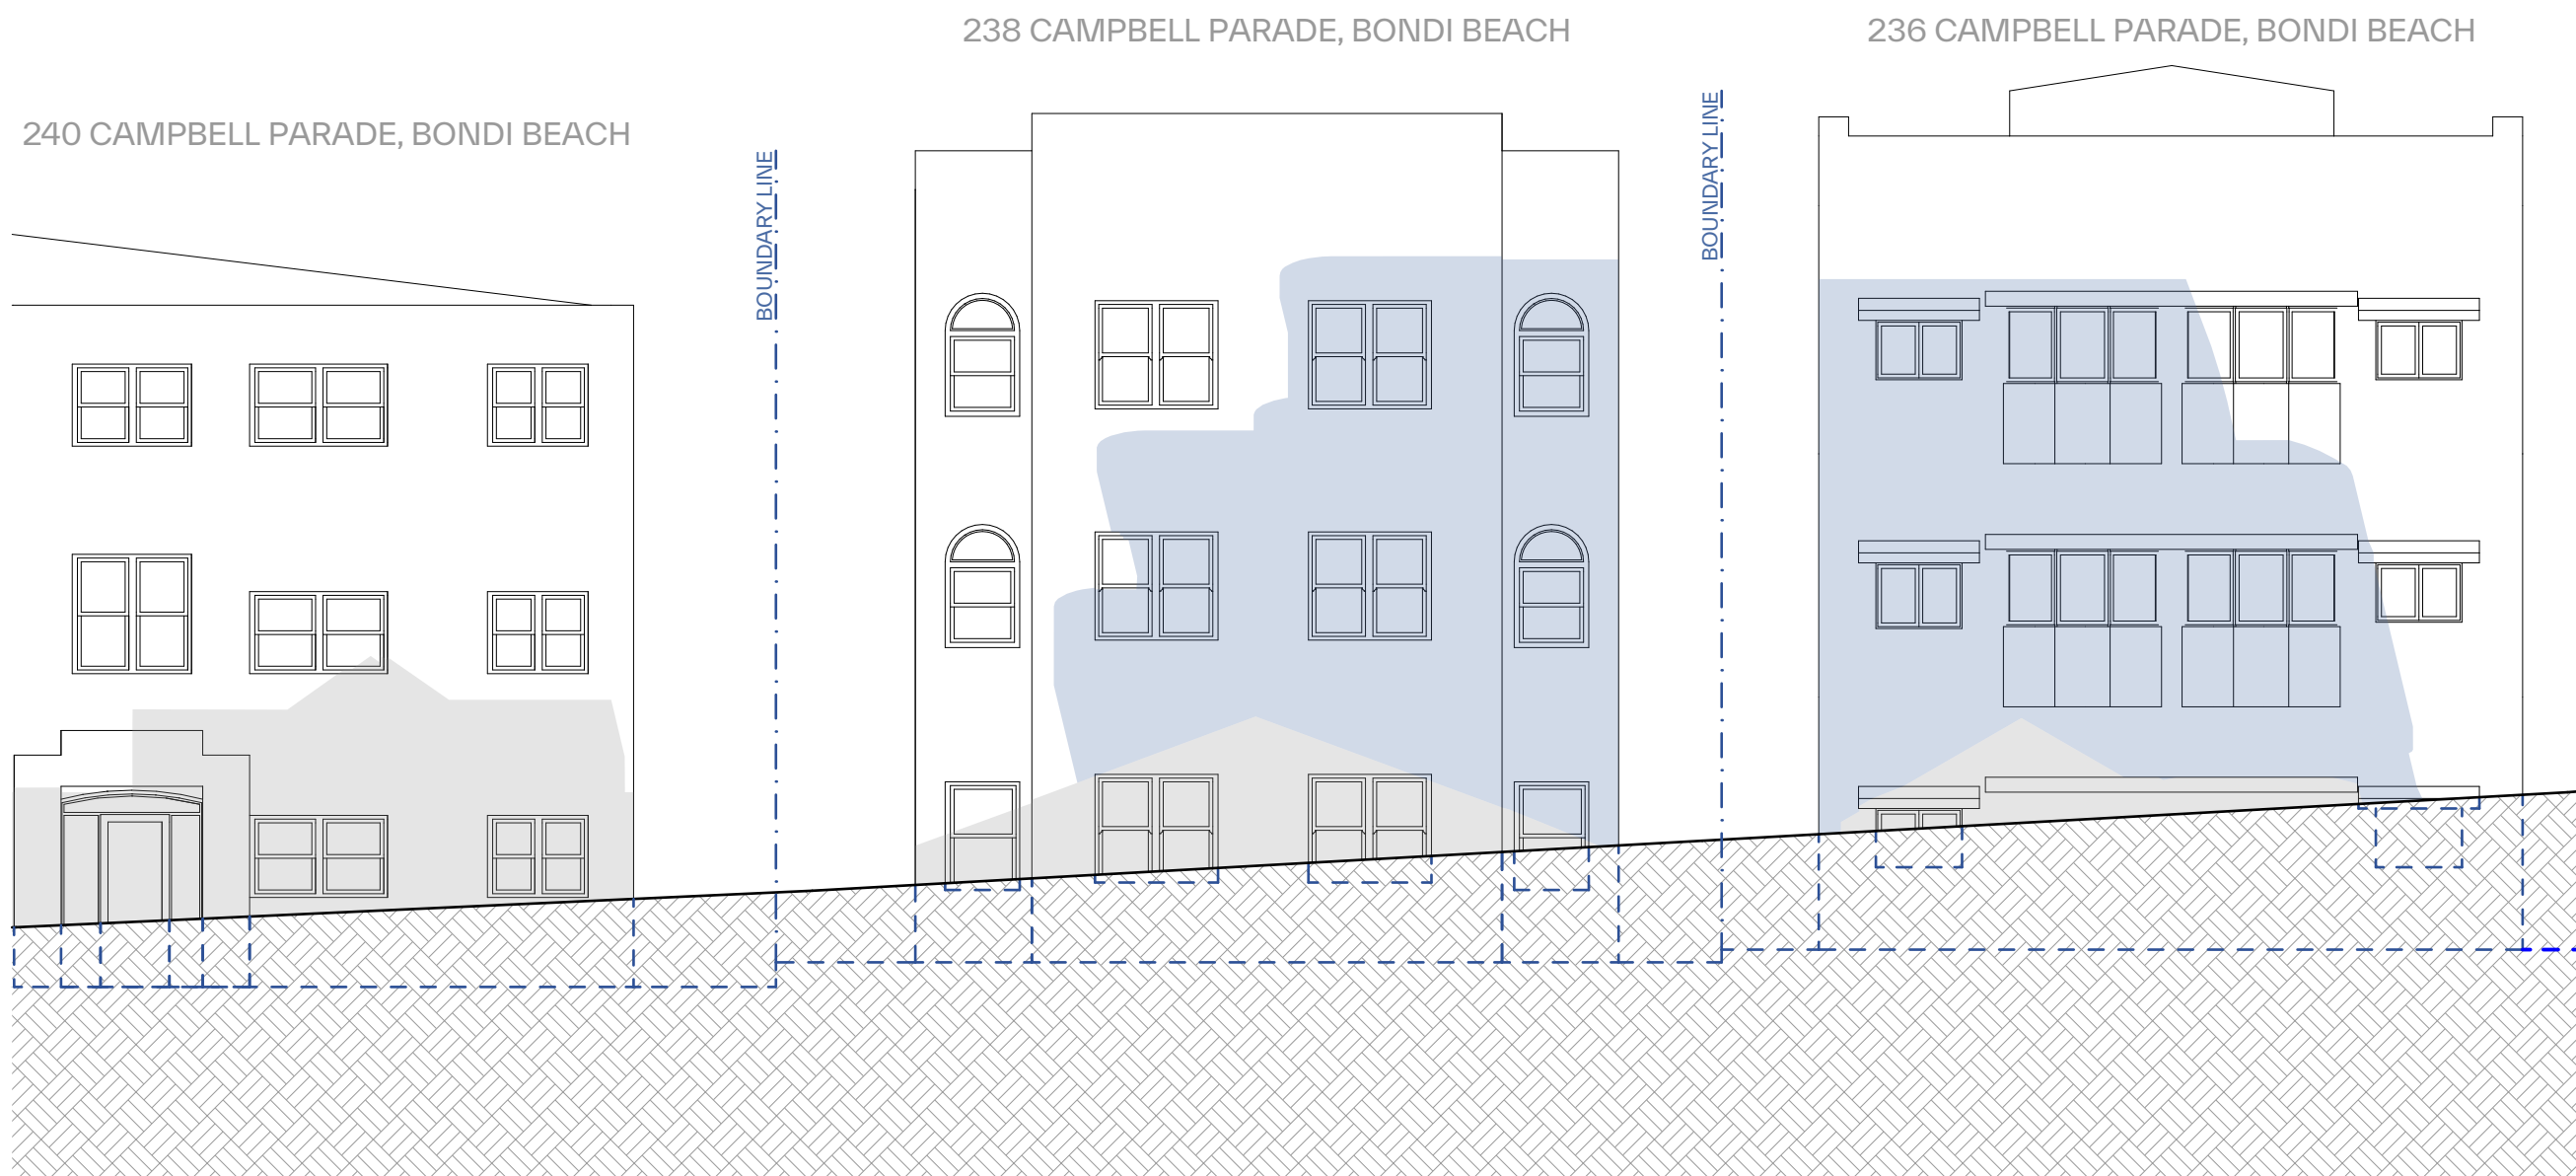 238 CAMPBELL PARADE, BONDI BEACH
236 CAMPBELL PARADE, BONDI BEACH
240 CAMPBELL PARADE, BONDI BEACH
BOUNDARY LINE
BOUNDARY LINE